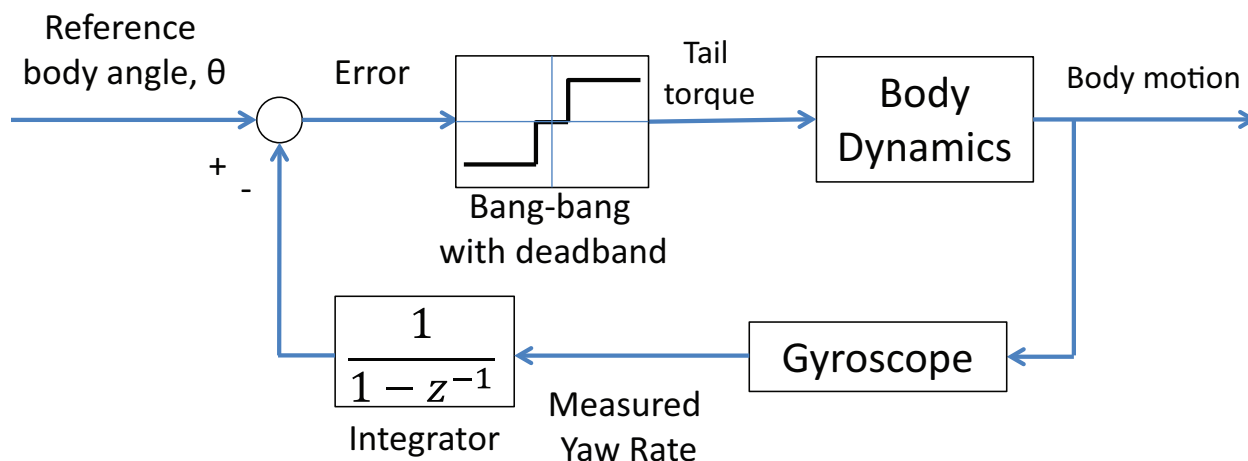 Reference
body angle, θ
Error
Tail
torque
Body
Dynamics
Body motion
+
-
Bang-bang
with deadband
1
1 − z⁻¹
Integrator
Measured
Yaw Rate
Gyroscope